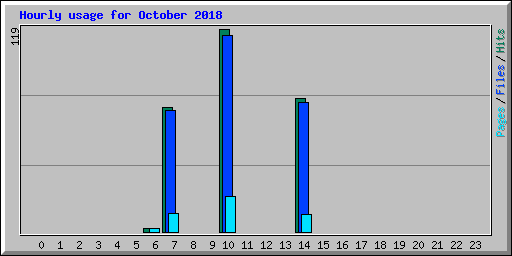 Hourly usage for October 2018
119
Pages/Files/Hits
0 1 2 3 4 5 6 7 8 9 10 11 12 13 14 15 16 17 18 19 20 21 22 23